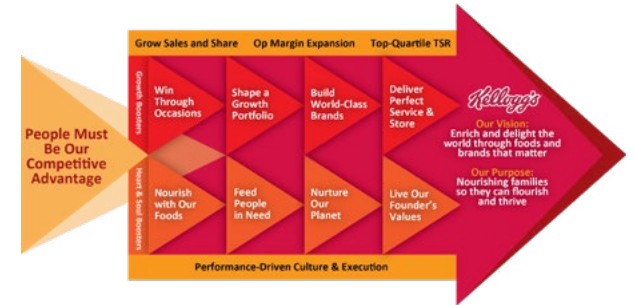 Grow Sales and Share Op Margin Expansion Top-Quartile TSR
People Must
Be Our
Competitive
Advantage
Growth Boosters
Win
Through
Occasions
Shape a
Growth
Portfolio
Build
World-Class
Brands
Deliver
Perfect
Service &
Store
Heart & Soul Boosters
Nourish
with Our
Foods
Feed
People
in Need
Nurture
Our
Planet
Live Our
Founder's
Values
Kellogg's
Our Vision:
Enrich and delight the
world through foods and
brands that matter
Our Purpose:
Nourishing families
so they can flourish
and thrive
Performance-Driven Culture & Execution